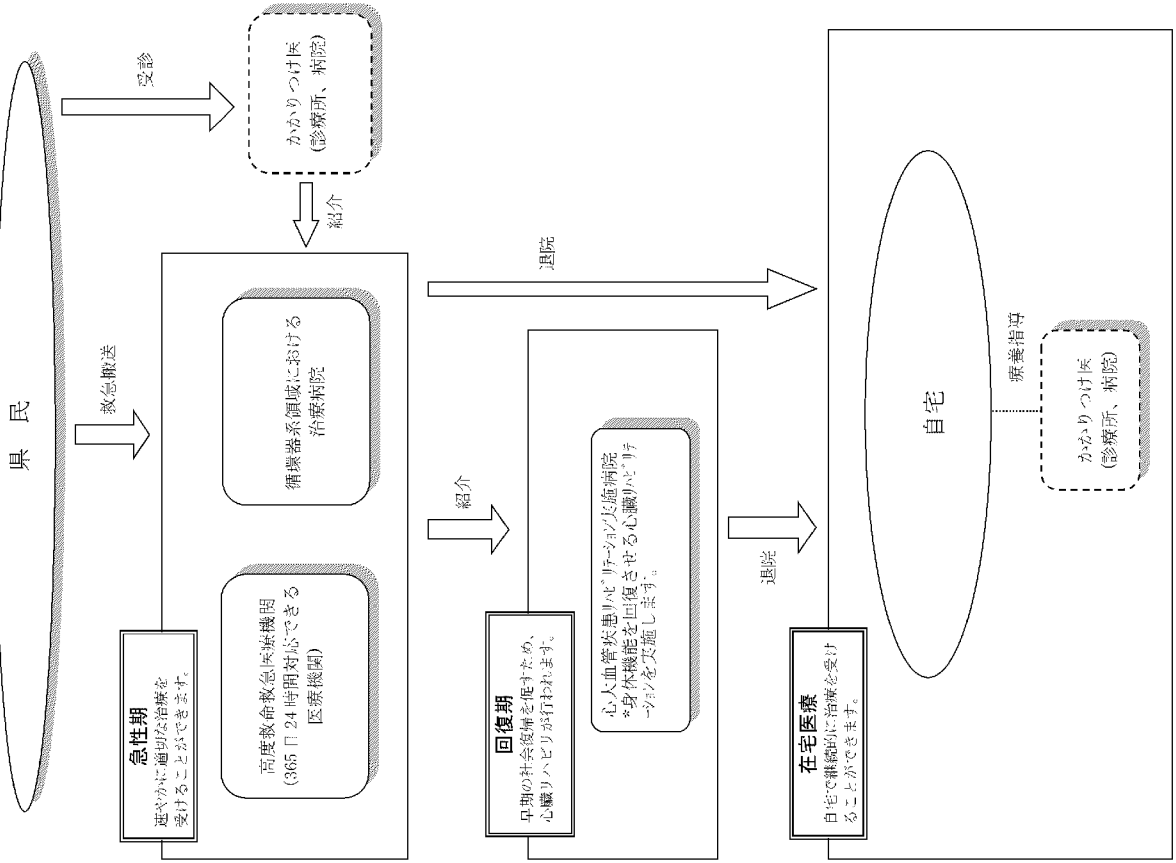 県　民
救急搬送
受診
かかりつけ医
(診療所、病院)
紹介
急性期
速やかに適切な治療を
受けることができます。
高度救命救急医療機関
(365日24時間対応できる
医療機関)
循環器系領域における
治療病院
紹介
退院
回復期
早期の社会復帰を促すため、
心臓リハビリが行われます。
心大血管疾患ﾘﾊﾋﾞﾘﾃｰｼｮﾝ実施病院
*身体機能を回復させる心臓ﾘﾊﾋﾞﾘﾃ
ｰｼｮﾝを実施します。
退院
在宅医療
自宅で継続的に治療を受け
ることができます。
自宅
療養指導
かかりつけ医
(診療所、病院)